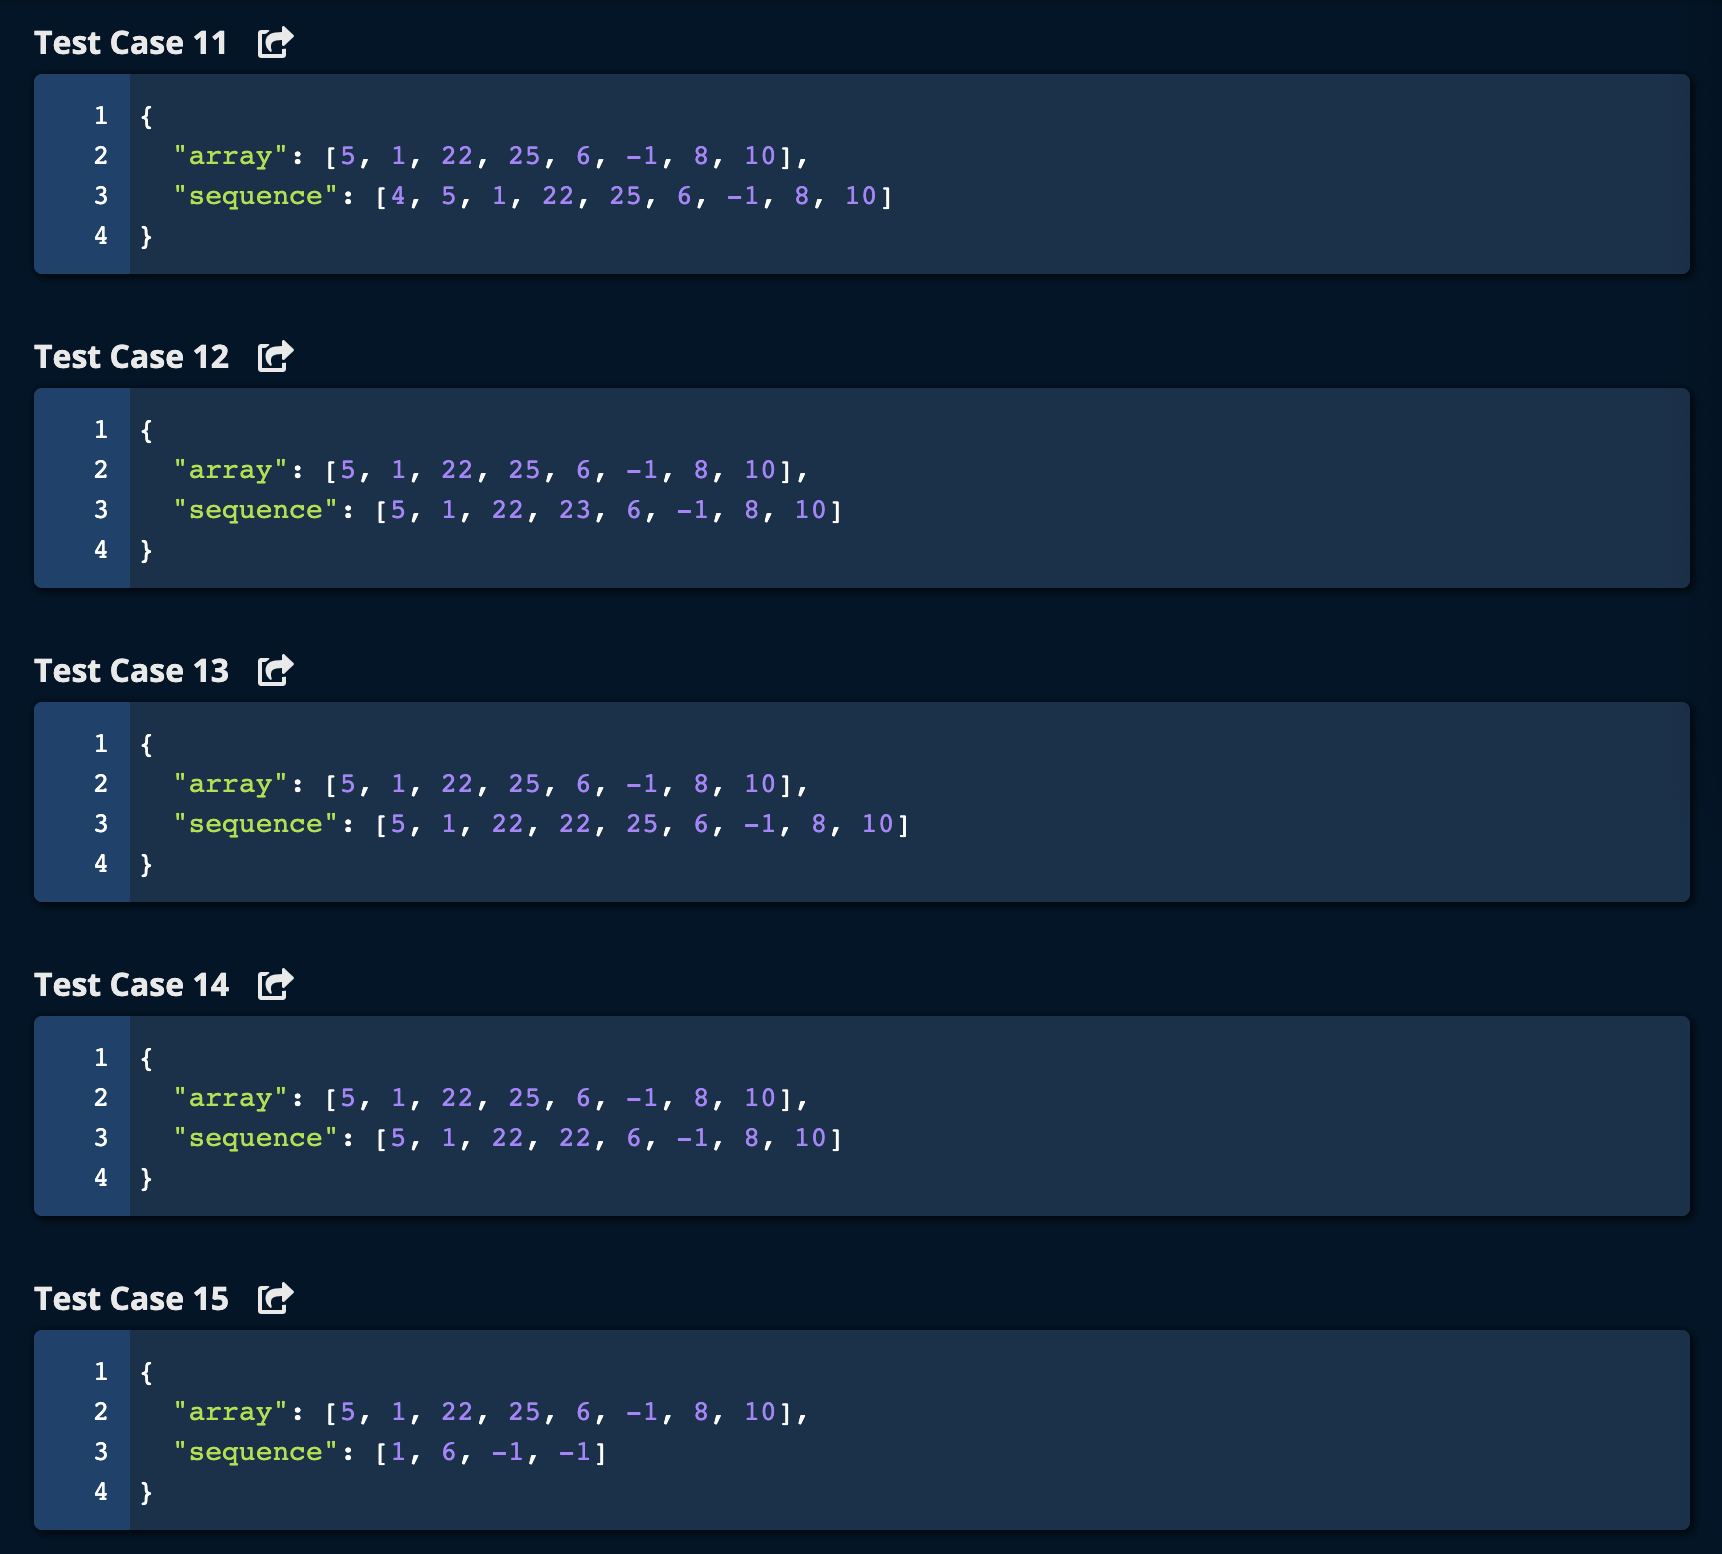 Test Case 11
1 {
2   "array": [5, 1, 22, 25, 6, -1, 8, 10],
3   "sequence": [4, 5, 1, 22, 25, 6, -1, 8, 10]
4 }
Test Case 12
1 {
2   "array": [5, 1, 22, 25, 6, -1, 8, 10],
3   "sequence": [5, 1, 22, 23, 6, -1, 8, 10]
4 }
Test Case 13
1 {
2   "array": [5, 1, 22, 25, 6, -1, 8, 10],
3   "sequence": [5, 1, 22, 22, 25, 6, -1, 8, 10]
4 }
Test Case 14
1 {
2   "array": [5, 1, 22, 25, 6, -1, 8, 10],
3   "sequence": [5, 1, 22, 22, 6, -1, 8, 10]
4 }
Test Case 15
1 {
2   "array": [5, 1, 22, 25, 6, -1, 8, 10],
3   "sequence": [1, 6, -1, -1]
4 }